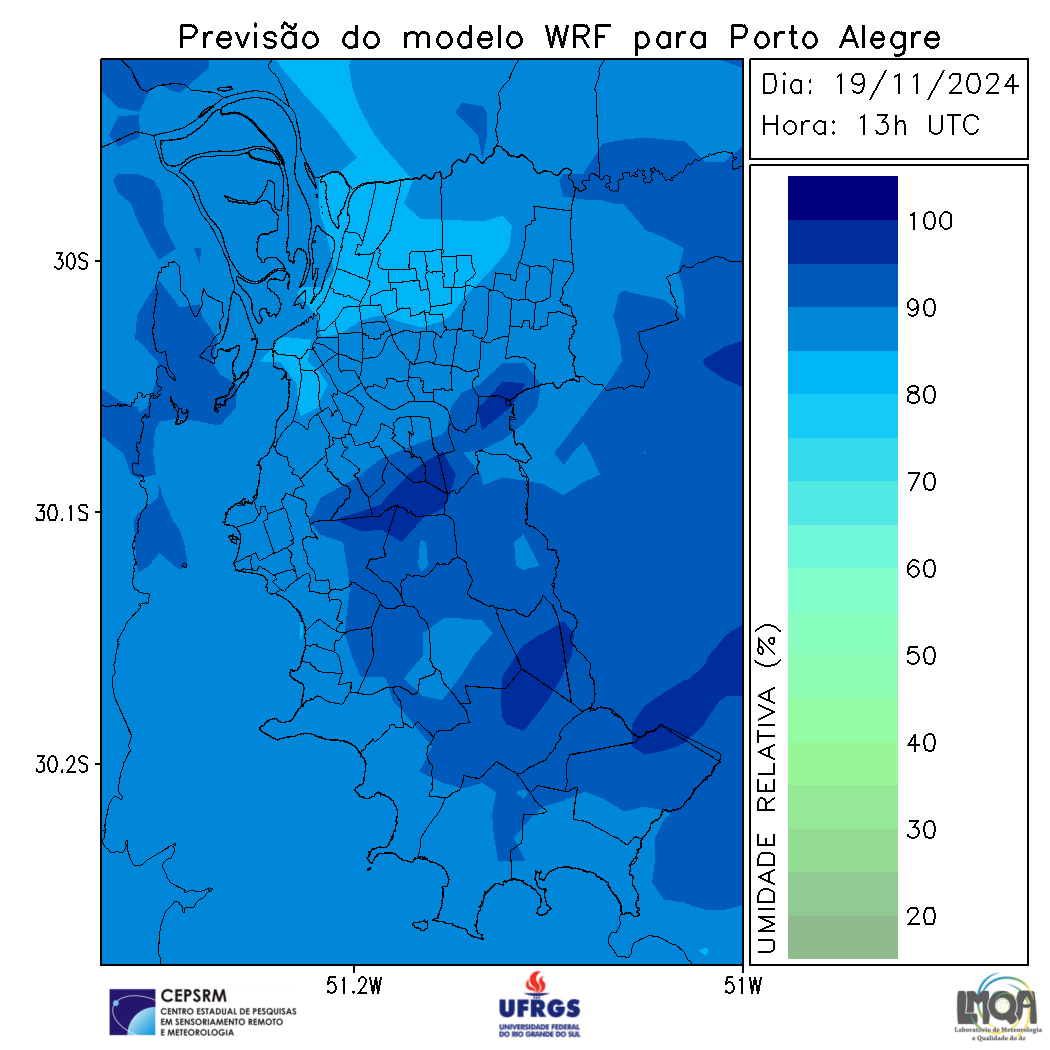 Previsão do modelo WRF para Porto Alegre
Dia: 19/11/2024
Hora: 13h UTC
30S
30.1S
30.2S
51.2W
51W
UMIDADE RELATIVA (%)
100
90
80
70
60
50
40
30
20
CEPSRM
CENTRO ESTADUAL DE PESQUISAS
EM SENSORIAMENTO REMOTO
E METEOROLOGIA
UFRGS
UNIVERSIDADE FEDERAL
DO RIO GRANDE DO SUL
LMQA
Laboratório de Meteorologia
e Qualidade do Ar